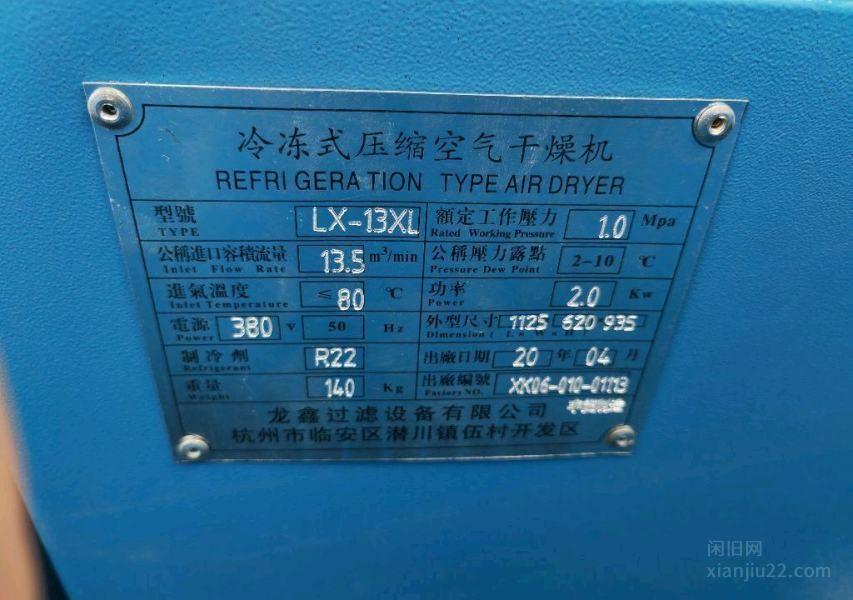 冷冻式压缩空气干燥机
REFRIGERATION TYPE AIR DRYER
型號 TYPE LX-13XL 額定工作壓力 Rated Working Pressure 1.0 Mpa
公稱進口容積流量 Inlet Flow Rate 13.5 m³/min 公稱壓力露點 Pressure Dew Point 2-10 ℃
進氣溫度 Inlet Temperature ≤ 80 ℃ 功率 Power 2.0 Kw
電源 Power 380 V 50 Hz 外型尺寸 Dimension( L x W x H ) 1125 620 935
制冷劑 Refrigerant R22 出廠日期 20 年 04 月
重量 Weight 140 Kg 出廠編號 Factory NO. XK06-010-01113
龙鑫过滤设备有限公司
杭州市临安区潜川镇伍村开发区
闲旧网
xianjiu22.com